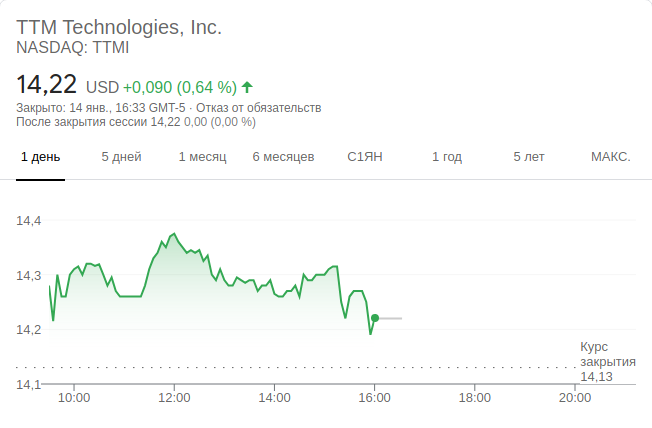 TTM Technologies, Inc.
NASDAQ: TTMI
14,22 USD +0,090 (0,64 %)
Закрыто: 14 янв., 16:33 GMT-5 · Отказ от обязательств
После закрытия сессии 14,22 0,00 (0,00 %)
1 день 5 дней 1 месяц 6 месяцев С1ЯН 1 год 5 лет МАКС.
14,4
14,3
14,2
Курс
закрытия
14,13
14,1
10:00 12:00 14:00 16:00 18:00 20:00